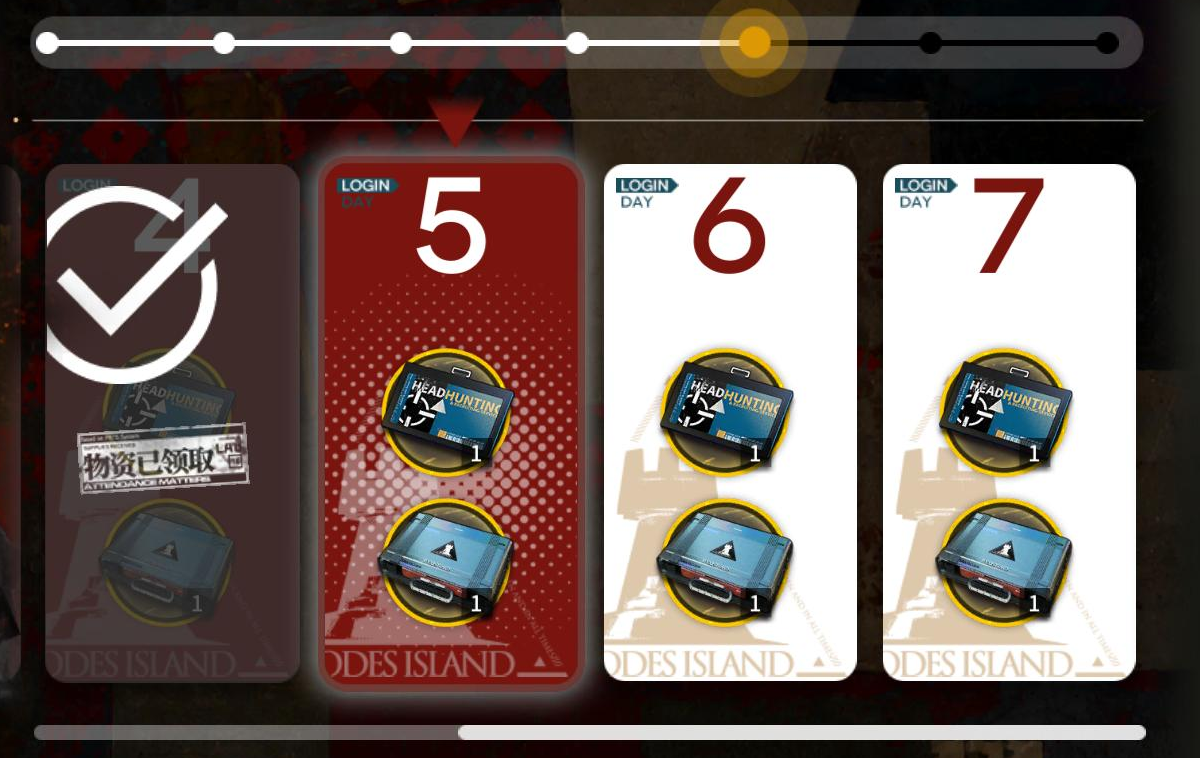 LOGIN
4
物资已领取
ATTENDANCE MATTERS
HEADHUNTING
1
ODES ISLAND
LOGIN
DAY
5
HEADHUNTING
1
1
ODES ISLAND
LOGIN
DAY
6
HEADHUNTING
1
1
ODES ISLAND
LOGIN
DAY
7
HEADHUNTING
1
1
ODES ISLAND